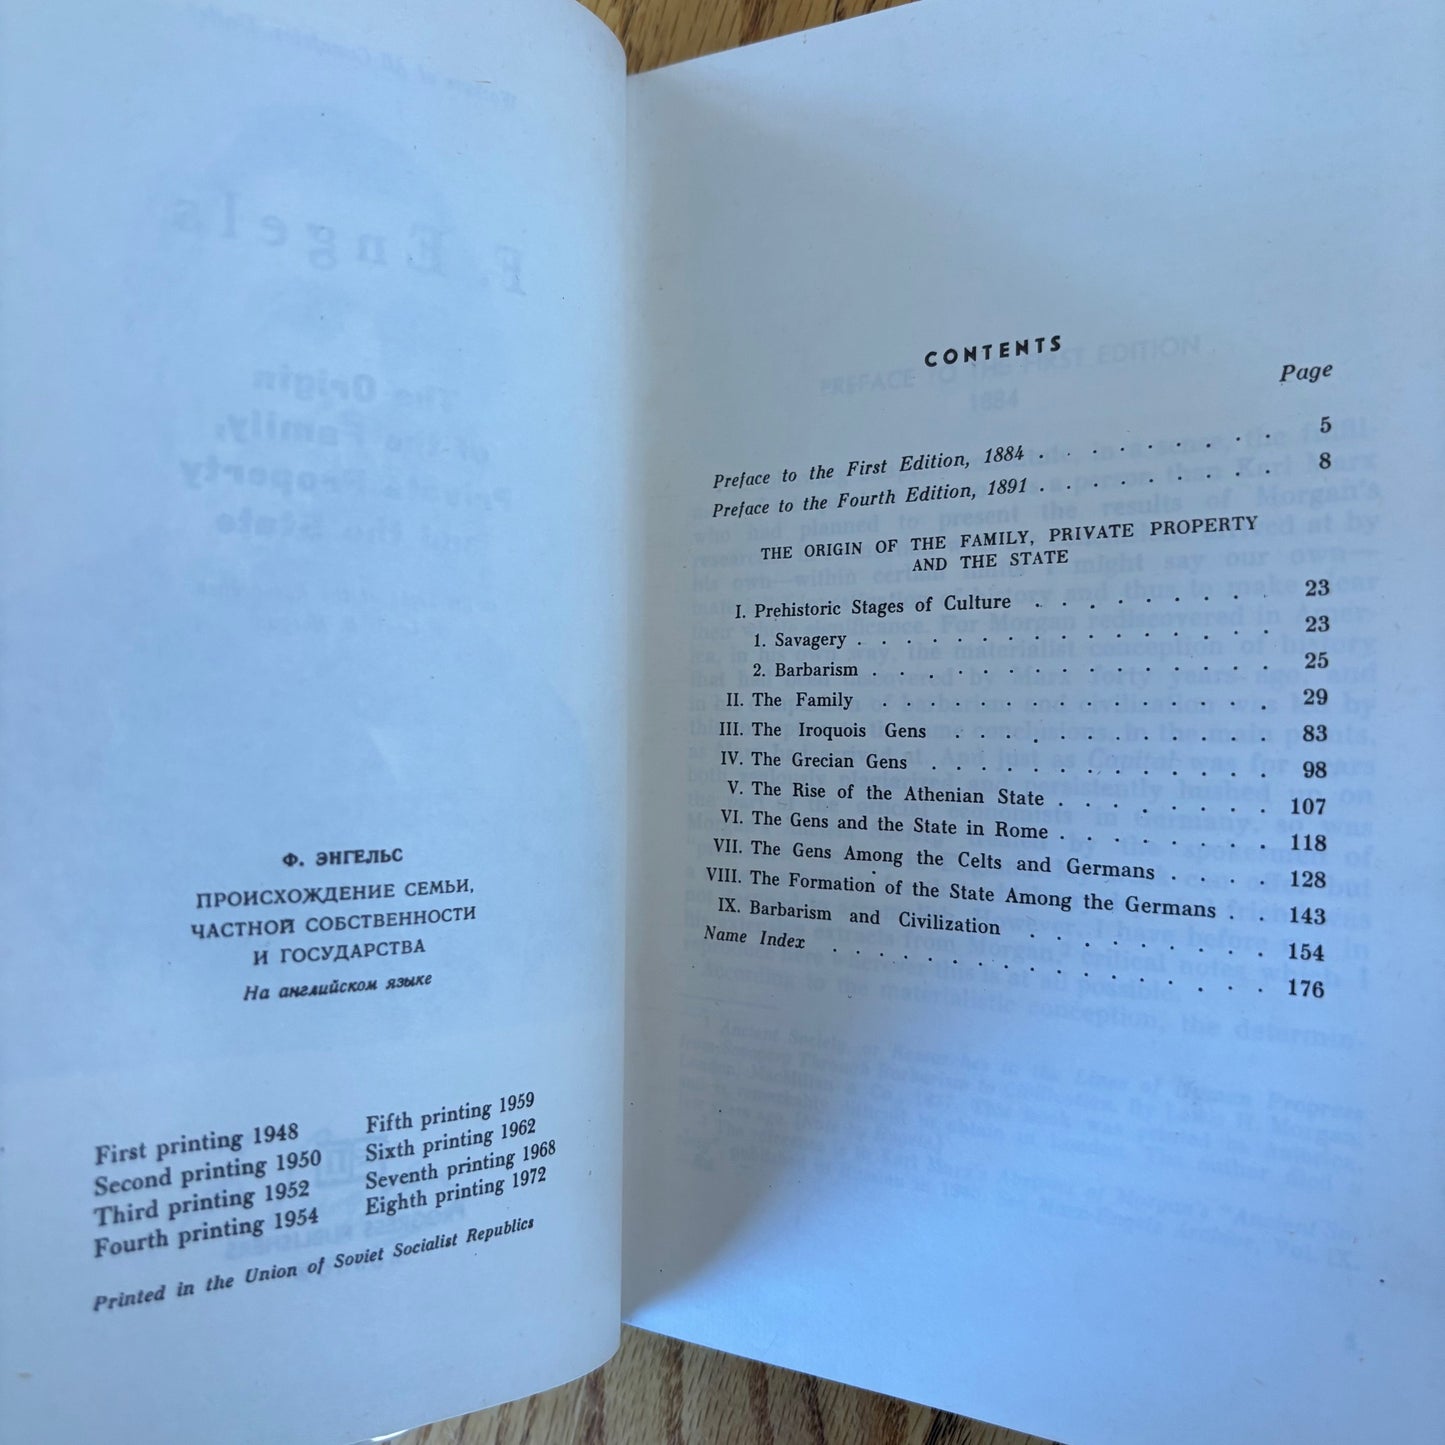 Ф. ЭНГЕЛЬС
ПРОИСХОЖДЕНИЕ СЕМЬИ,
ЧАСТНОЙ СОБСТВЕННОСТИ
И ГОСУДАРСТВА
На английском языке
First printing 1948
Second printing 1950
Third printing 1952
Fourth printing 1954
Fifth printing 1959
Sixth printing 1962
Seventh printing 1968
Eighth printing 1972
Printed in the Union of Soviet Socialist Republics
CONTENTS
Page
Preface to the First Edition, 1884 . . . . . . . . . 5
Preface to the Fourth Edition, 1891 . . . . . . . . . 8
THE ORIGIN OF THE FAMILY, PRIVATE PROPERTY
AND THE STATE
I. Prehistoric Stages of Culture . . . . . . . . . 23
1. Savagery . . . . . . . . . . . . . . . 23
2. Barbarism . . . . . . . . . . . . . . . 25
II. The Family . . . . . . . . . . . . . . . 29
III. The Iroquois Gens . . . . . . . . . . . . 83
IV. The Grecian Gens . . . . . . . . . . . . . 98
V. The Rise of the Athenian State . . . . . . . . 107
VI. The Gens and the State in Rome . . . . . . . . 118
VII. The Gens Among the Celts and Germans . . . . 128
VIII. The Formation of the State Among the Germans . . 143
IX. Barbarism and Civilization . . . . . . . . . 154
Name Index . . . . . . . . . . . . . . . . 176